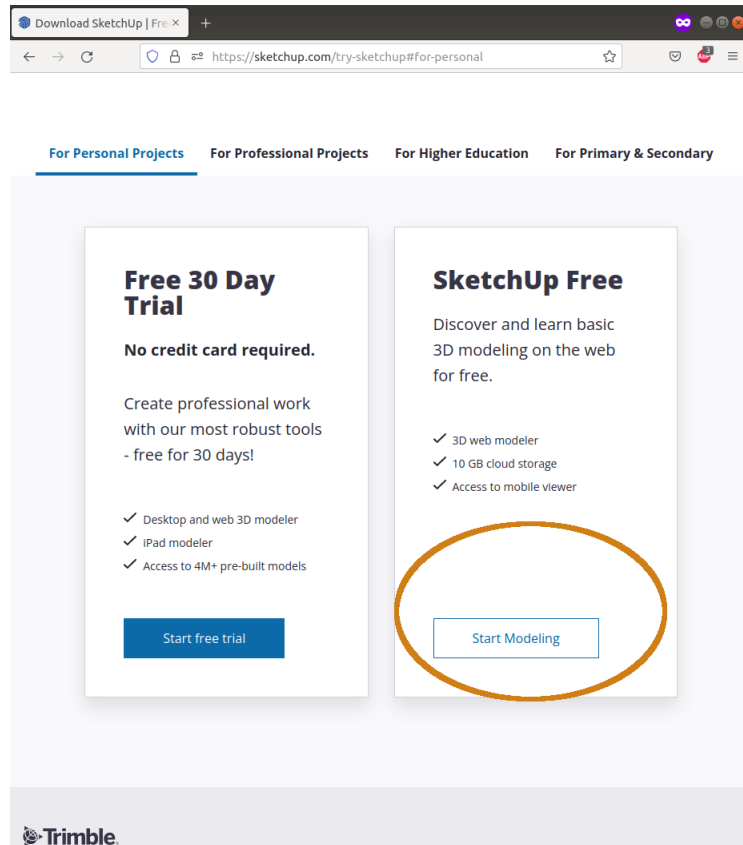 Download SketchUp | Fre
https://sketchup.com/try-sketchup#for-personal
3
For Personal Projects
For Professional Projects
For Higher Education
For Primary & Secondary
Free 30 Day
Trial
No credit card required.
Create professional work
with our most robust tools
- free for 30 days!
Desktop and web 3D modeler
iPad modeler
Access to 4M+ pre-built models
Start free trial
SketchUp Free
Discover and learn basic
3D modeling on the web
for free.
3D web modeler
10 GB cloud storage
Access to mobile viewer
Start Modeling
Trimble.